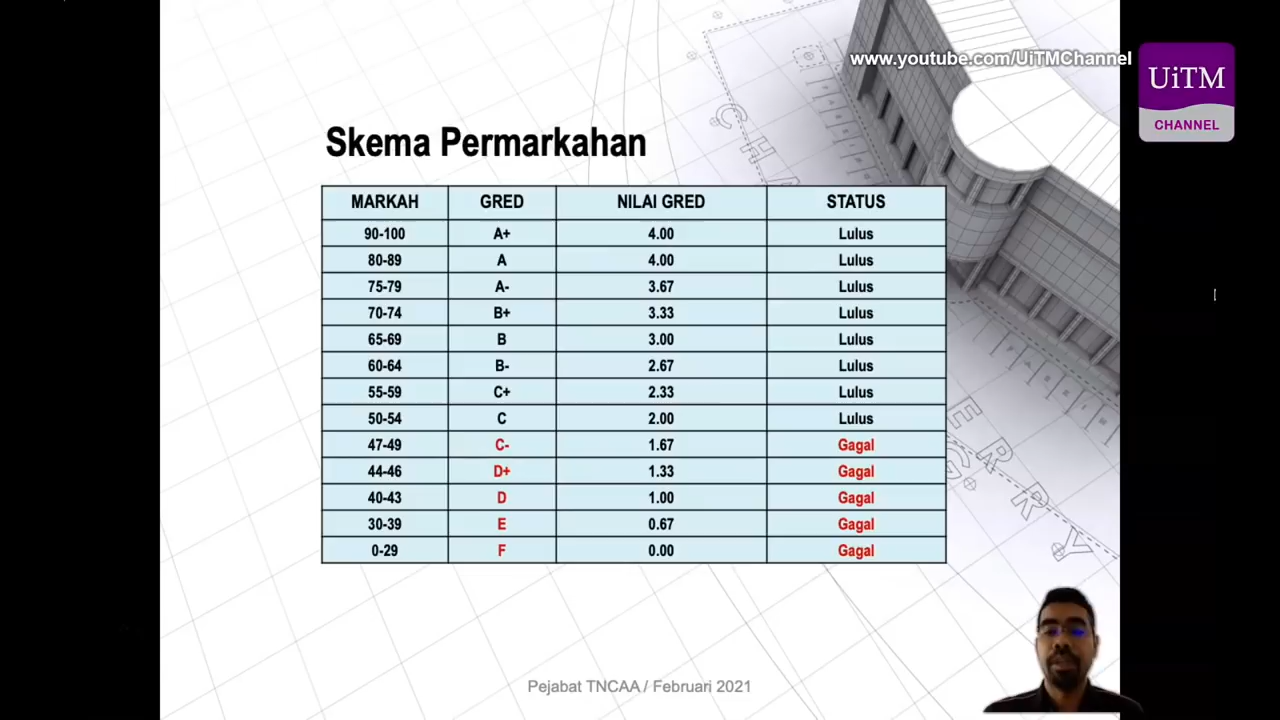 www.youtube.com/UiTMChannel
UiTM
CHANNEL
Skema Permarkahan
MARKAH GRED NILAI GRED STATUS
90-100 A+ 4.00 Lulus
80-89 A 4.00 Lulus
75-79 A- 3.67 Lulus
70-74 B+ 3.33 Lulus
65-69 B 3.00 Lulus
60-64 B- 2.67 Lulus
55-59 C+ 2.33 Lulus
50-54 C 2.00 Lulus
47-49 C- 1.67 Gagal
44-46 D+ 1.33 Gagal
40-43 D 1.00 Gagal
30-39 E 0.67 Gagal
0-29 F 0.00 Gagal
Pejabat TNCAA / Februari 2021